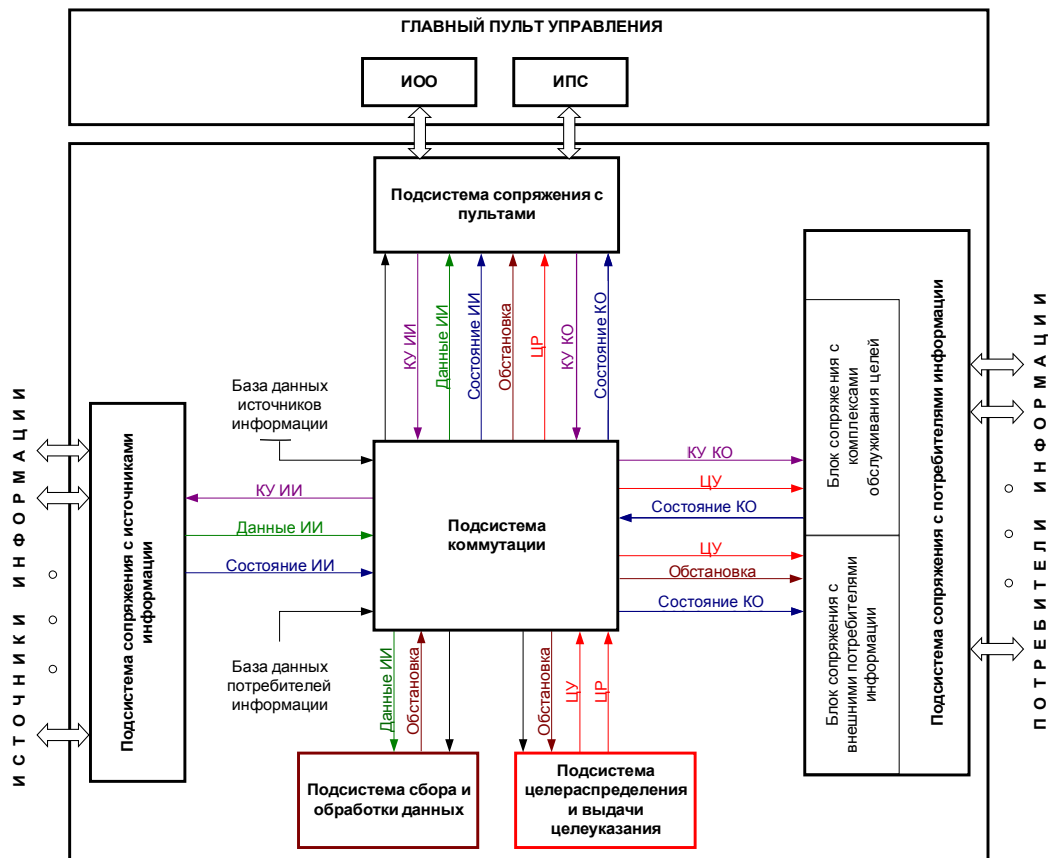 ГЛАВНЫЙ ПУЛЬТ УПРАВЛЕНИЯ
ИОО
ИПС
Подсистема сопряжения с
пультами
КУ ИИ
Данные ИИ
Состояние ИИ
Обстановка
ЦР
КУ КО
Состояние КО
База данных
источников
информации
ИСТОЧНИКИ ИНФОРМАЦИИ
Подсистема сопряжения с источниками
информации
КУ ИИ
Данные ИИ
Состояние ИИ
База данных
потребителей
информации
Подсистема
коммутации
КУ КО
ЦУ
Состояние КО
ЦУ
Обстановка
Состояние КО
Блок сопряжения с
комплексами
обслуживания целей
Блок сопряжения с
внешними потребителями
информации
Подсистема сопряжения с потребителями информации
ПОТРЕБИТЕЛИ ИНФОРМАЦИИ
Данные ИИ
Обстановка
Обстановка
ЦУ
ЦР
Подсистема сбора и
обработки данных
Подсистема
целераспределения
и выдачи
целеуказания